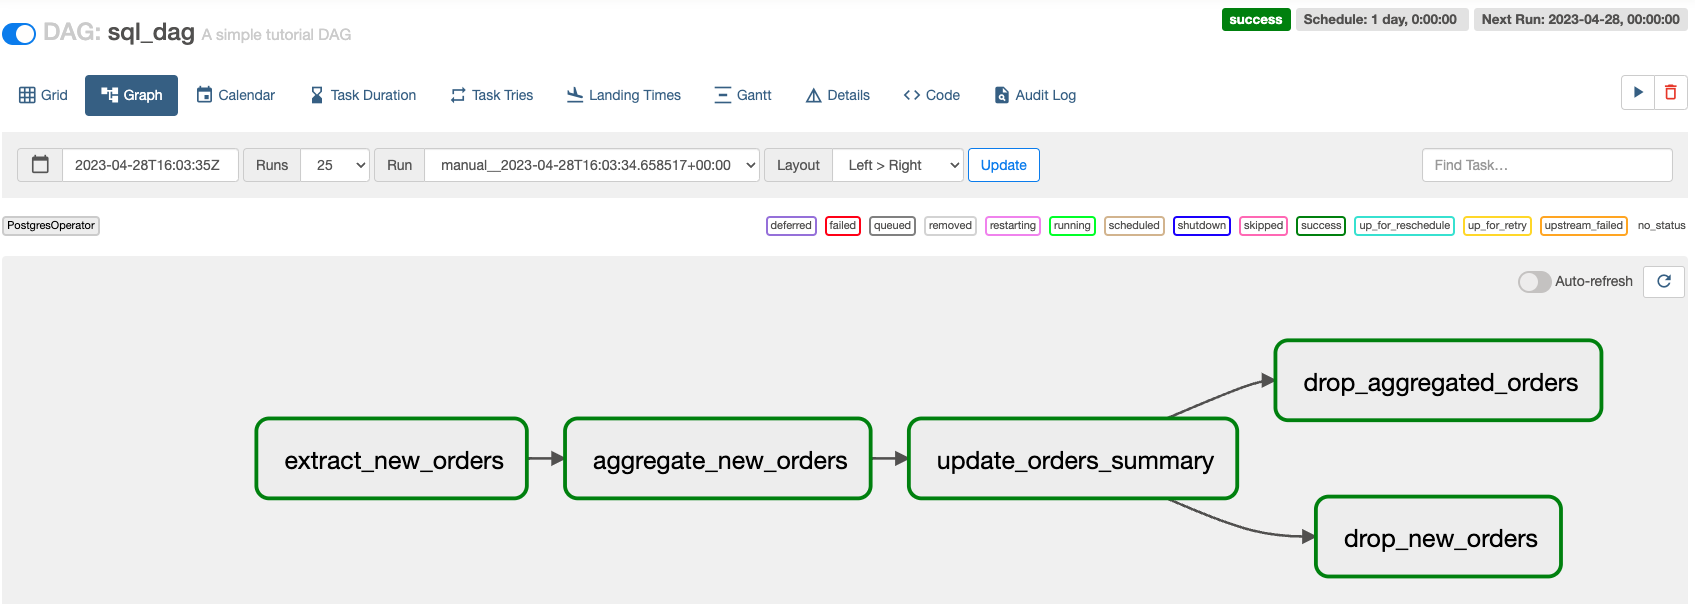 DAG: sql_dag A simple tutorial DAG
success Schedule: 1 day, 0:00:00 Next Run: 2023-04-28, 00:00:00
Grid Graph Calendar Task Duration Task Tries Landing Times Gantt Details Code Audit Log
2023-04-28T16:03:35Z Runs 25 Run manual__2023-04-28T16:03:34.658517+00:00 Layout Left > Right Update Find Task...
PostgresOperator deferred failed queued removed restarting running scheduled shutdown skipped success up_for_reschedule up_for_retry upstream_failed no_status
Auto-refresh
drop_aggregated_orders
extract_new_orders aggregate_new_orders update_orders_summary
drop_new_orders